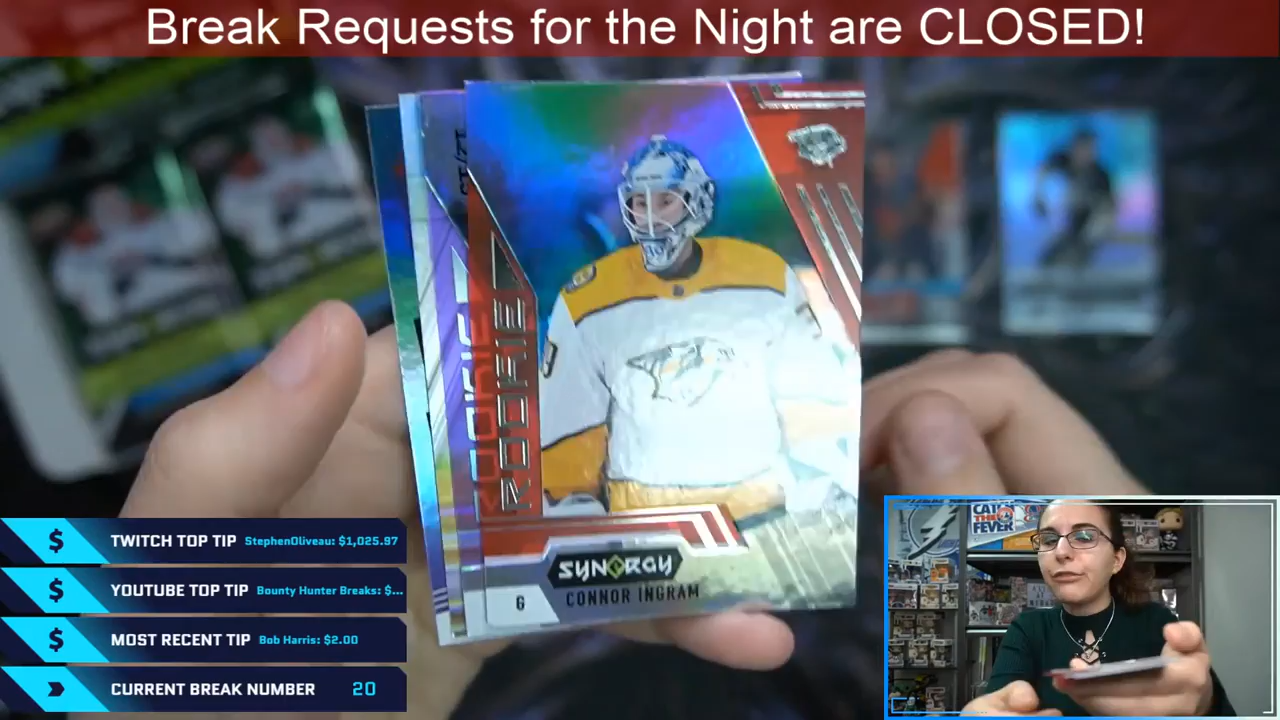 Break Requests for the Night are CLOSED!
ROOKIE
SYNERGY
G
CONNOR INGRAM
TWITCH TOP TIP StephenOliveau: $1,025.97
YOUTUBE TOP TIP Bounty Hunter Breaks: $...
MOST RECENT TIP Bob Harris: $2.00
CURRENT BREAK NUMBER 20
FEVER